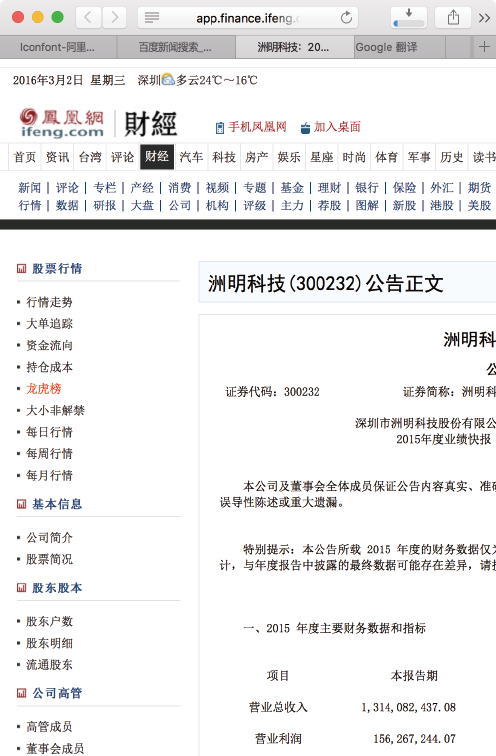 app.finance.ifeng.c
Iconfont-阿里... 百度新闻搜索_... 洲明科技：20... Google 翻译
2016年3月2日 星期三 深圳 多云24℃～16℃
鳳凰網 財經
ifeng.com
手机凤凰网 加入桌面
首页 资讯 台湾 评论 财经 汽车 科技 房产 娱乐 星座 时尚 体育 军事 历史 读书
新闻 | 评论 | 专栏 | 产经 | 消费 | 视频 | 专题 | 基金 | 理财 | 银行 | 保险 | 外汇 | 期货
行情 | 数据 | 研报 | 大盘 | 公司 | 机构 | 评级 | 主力 | 荐股 | 图解 | 新股 | 港股 | 美股
股票行情
行情走势
大单追踪
资金流向
持仓成本
龙虎榜
大小非解禁
每日行情
每周行情
每月行情
基本信息
公司简介
股票简况
股东股本
股东户数
股东明细
流通股东
公司高管
高管成员
董事会成员
洲明科技(300232)公告正文
洲明科
公
证券代码：300232 证券简称：洲明科
深圳市洲明科技股份有限公
2015年度业绩快报
本公司及董事会全体成员保证公告内容真实、准确
误导性陈述或重大遗漏。
特别提示：本公告所载 2015 年度的财务数据仅为
计，与年度报告中披露的最终数据可能存在差异，请投
一、2015 年度主要财务数据和指标
项目 本报告期
营业总收入 1,314,082,437.08
营业利润 156,267,244.07